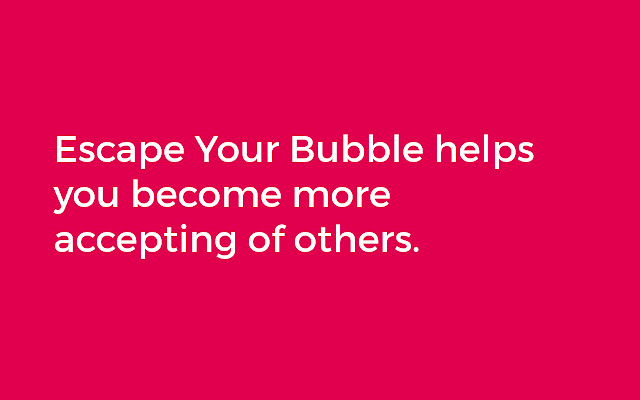 Escape Your Bubble helps
you become more
accepting of others.